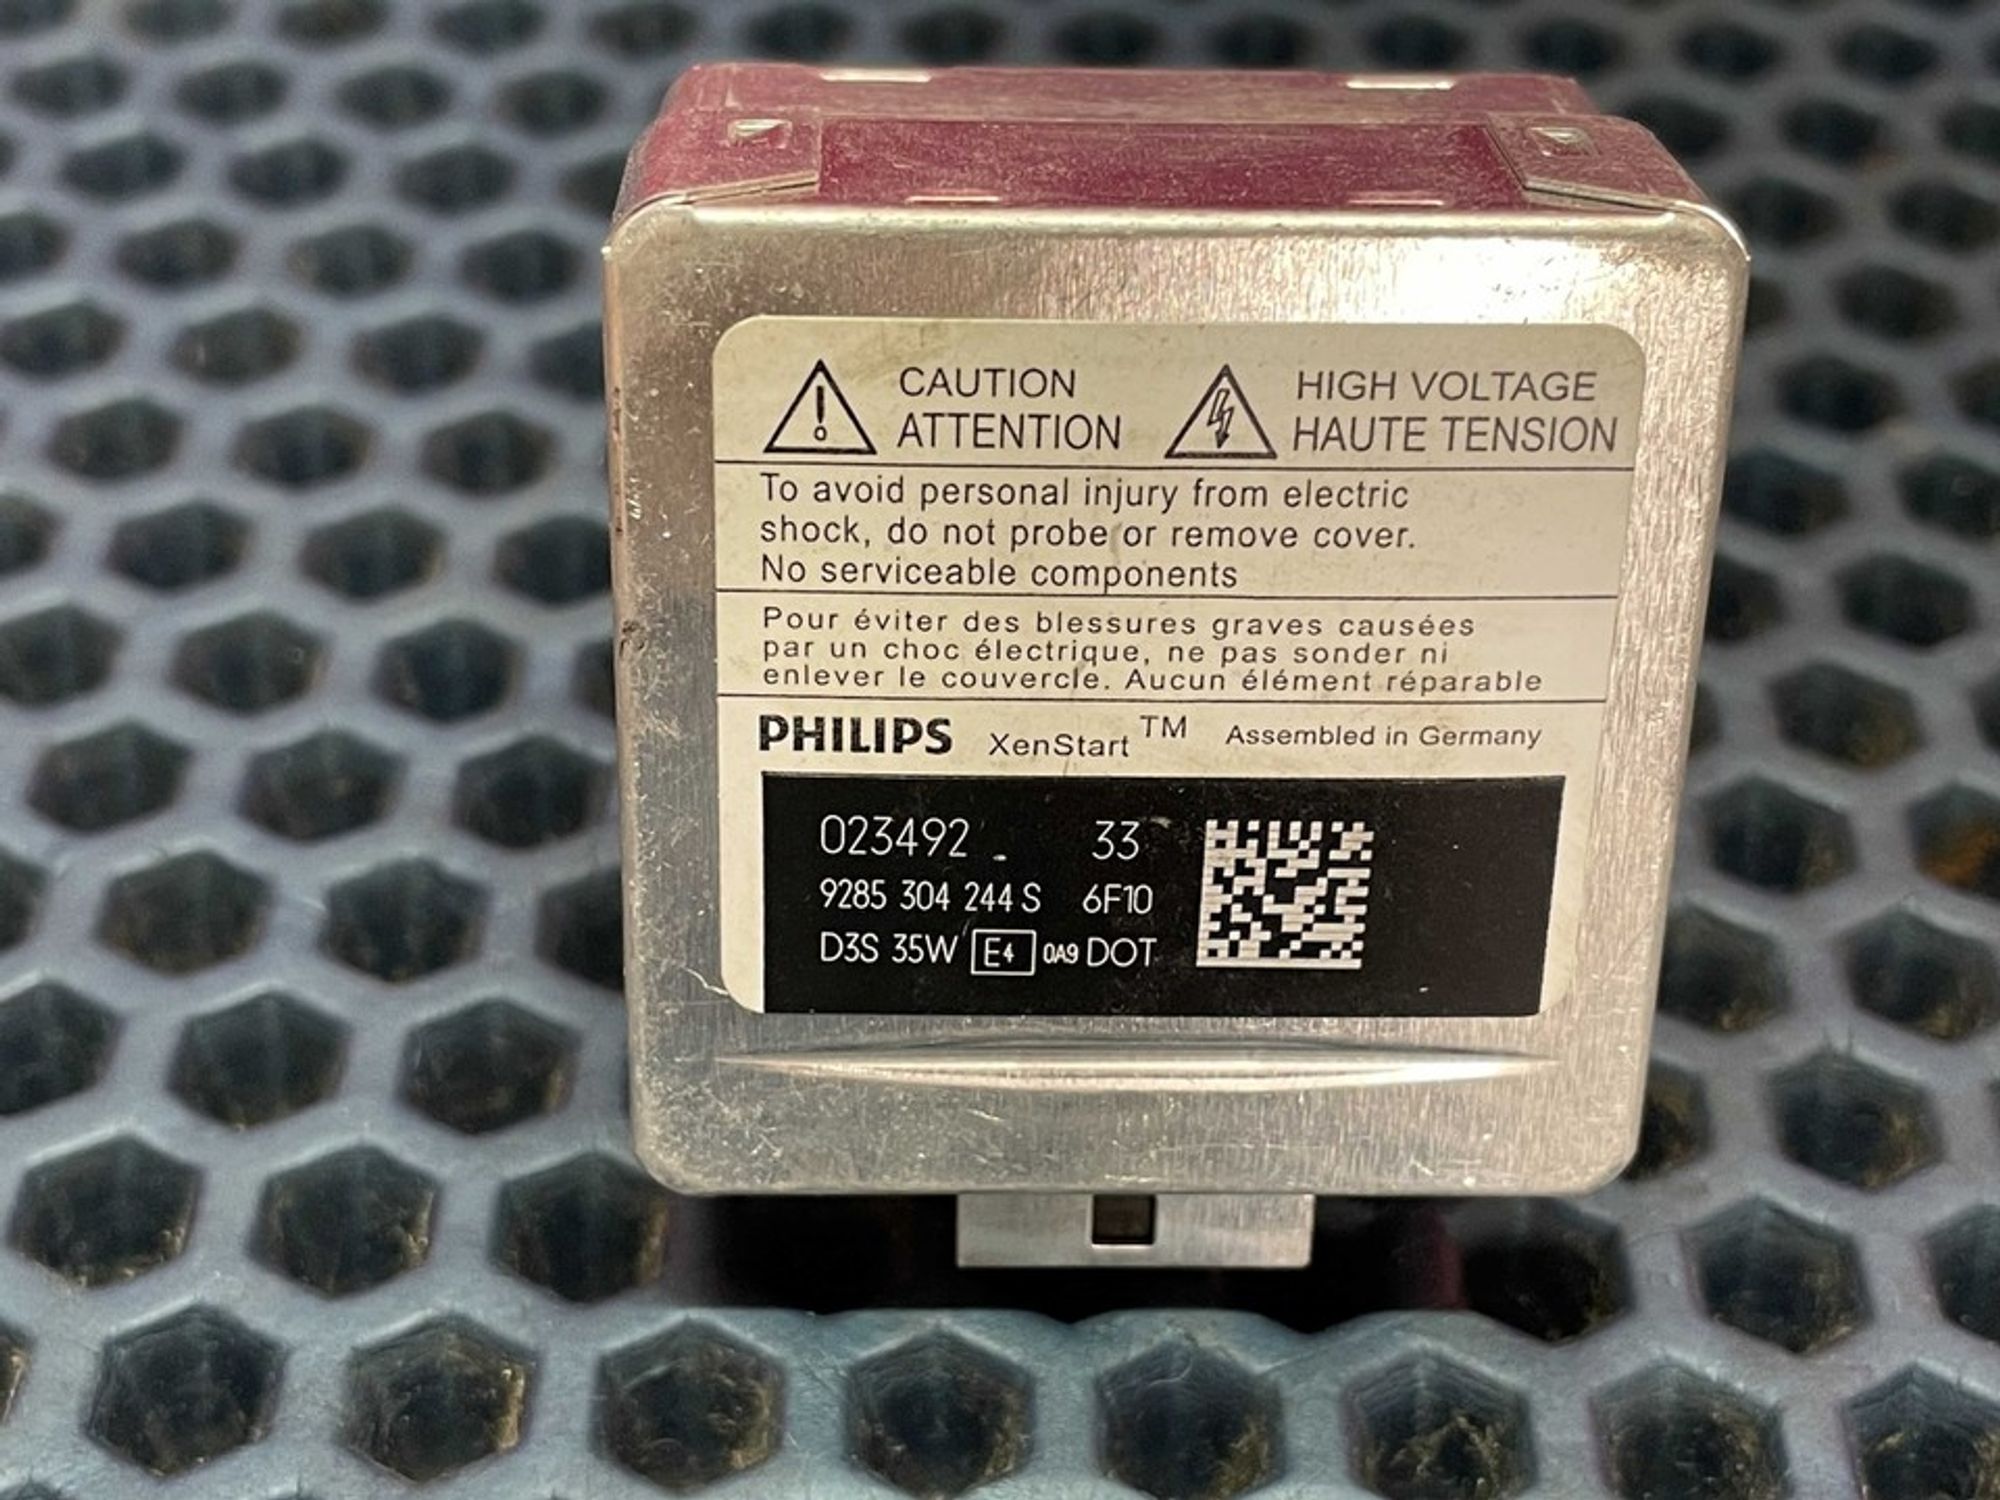 CAUTION
ATTENTION
HIGH VOLTAGE
HAUTE TENSION
To avoid personal injury from electric
shock, do not probe or remove cover.
No serviceable components
Pour éviter des blessures graves causées
par un choc électrique, ne pas sonder ni
enlever le couvercle. Aucun élément réparable
PHILIPS XenStart TM Assembled in Germany
023492 33
9285 304 244 S 6F10
D3S 35W E4 0A9 DOT